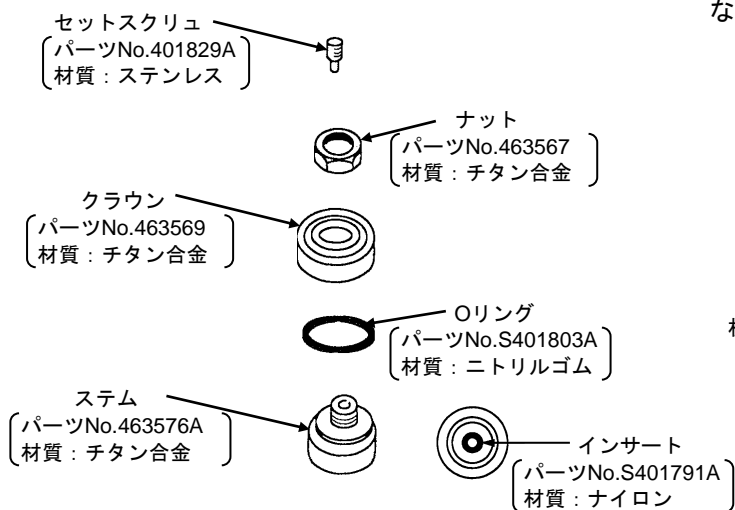 な
セットスクリュ
パーツNo.401829A
材質：ステンレス
ナット
パーツNo.463567
材質：チタン合金
クラウン
パーツNo.463569
材質：チタン合金
Oリング
パーツNo.S401803A
材質：ニトリルゴム
ステム
パーツNo.463576A
材質：チタン合金
インサート
パーツNo.S401791A
材質：ナイロン